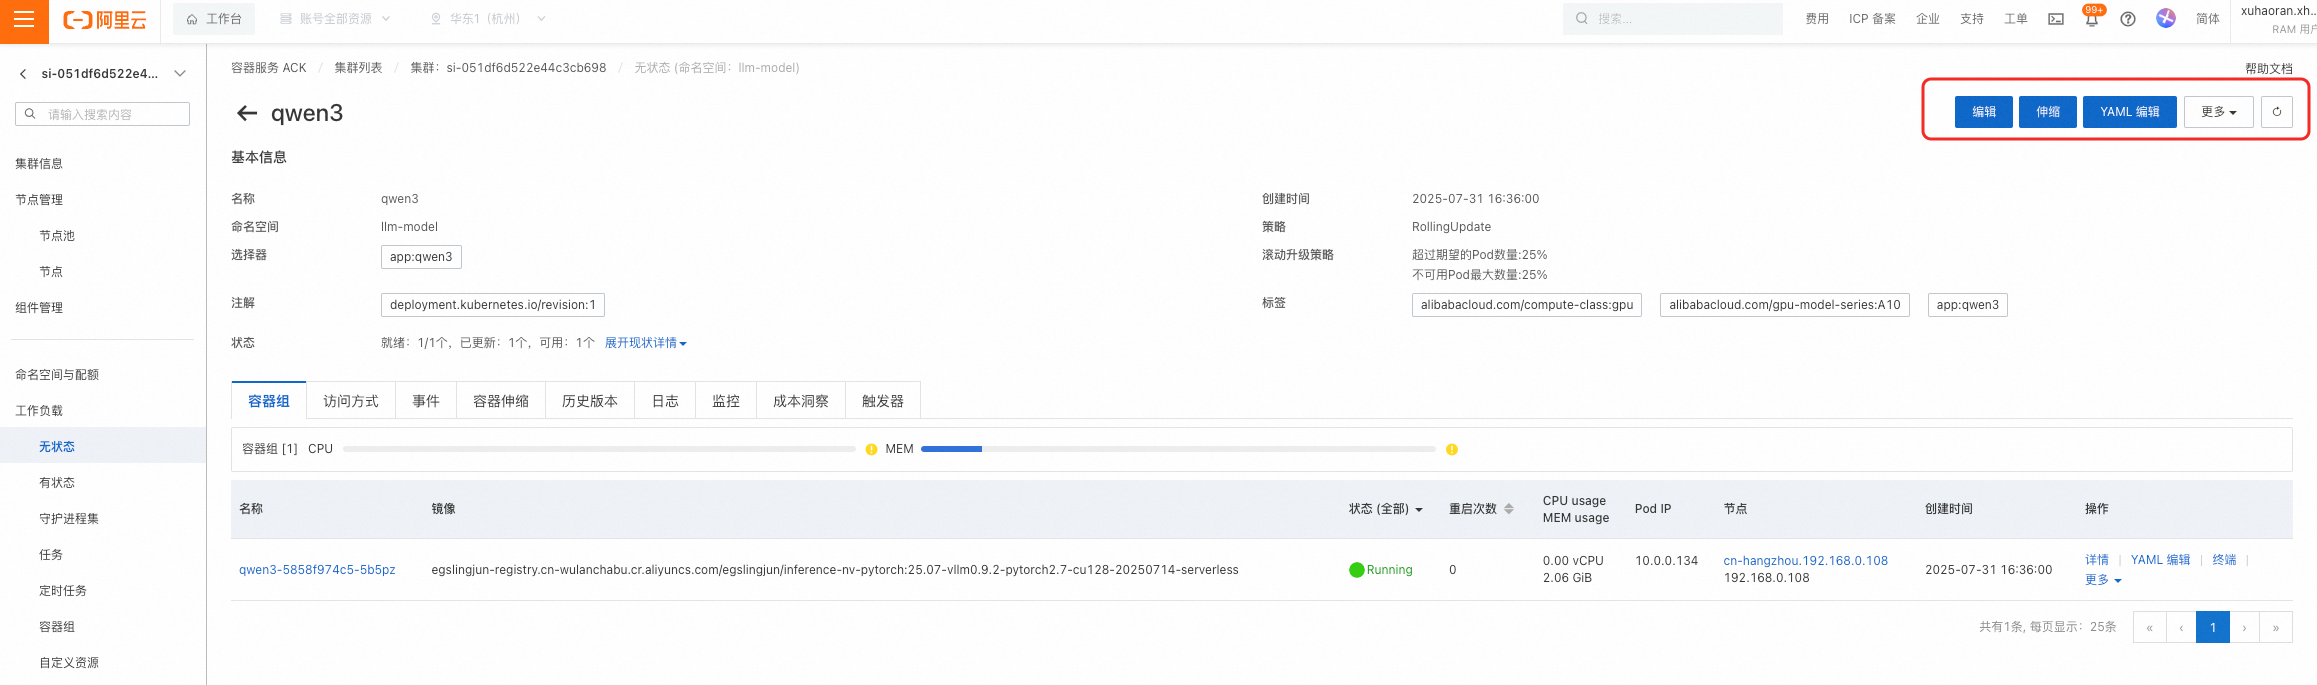 阿里云
工作台
账号全部资源
华东1（杭州）
搜索...
费用
ICP 备案
企业
支持
工单
99+
简体
xuhaoran.xh...
RAM 用户
si-051df6d522e4...
请输入搜索内容
集群信息
节点管理
节点池
节点
组件管理
命名空间与配额
工作负载
无状态
有状态
守护进程集
任务
定时任务
容器组
自定义资源
容器服务 ACK / 集群列表 / 集群：si-051df6d522e44c3cb698 / 无状态 (命名空间：llm-model)
帮助文档
qwen3
编辑
伸缩
YAML 编辑
更多
基本信息
名称 qwen3 创建时间 2025-07-31 16:36:00
命名空间 llm-model 策略 RollingUpdate
选择器 app:qwen3 滚动升级策略 超过期望的Pod数量:25%
不可用Pod最大数量:25%
注解 deployment.kubernetes.io/revision:1 标签 alibabacloud.com/compute-class:gpu alibabacloud.com/gpu-model-series:A10 app:qwen3
状态 就绪：1/1个，已更新：1个，可用：1个 展开现状详情
容器组 访问方式 事件 容器伸缩 历史版本 日志 监控 成本洞察 触发器
容器组 [1] CPU MEM
名称 镜像 状态 (全部) 重启次数 CPU usage Pod IP 节点 创建时间 操作
MEM usage
qwen3-5858f974c5-5b5pz egslingjun-registry.cn-wulanchabu.cr.aliyuncs.com/egslingjun/inference-nv-pytorch:25.07-vllm0.9.2-pytorch2.7-cu128-20250714-serverless Running 0 0.00 vCPU 10.0.0.134 cn-hangzhou.192.168.0.108 2025-07-31 16:36:00 详情 | YAML 编辑 | 终端 |
2.06 GiB 192.168.0.108 更多
共有1条, 每页显示：25条 « ‹ 1 › »